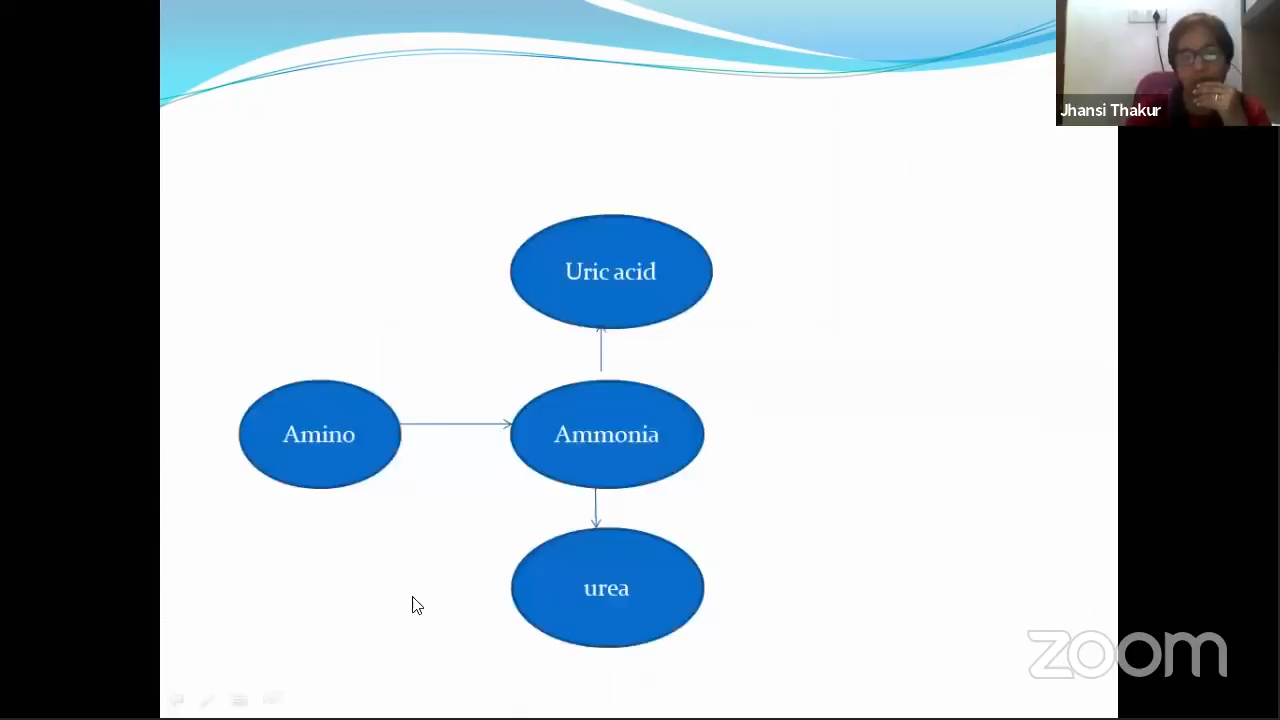 Jhansi Thakur
Uric acid
Amino
Ammonia
urea
zoom